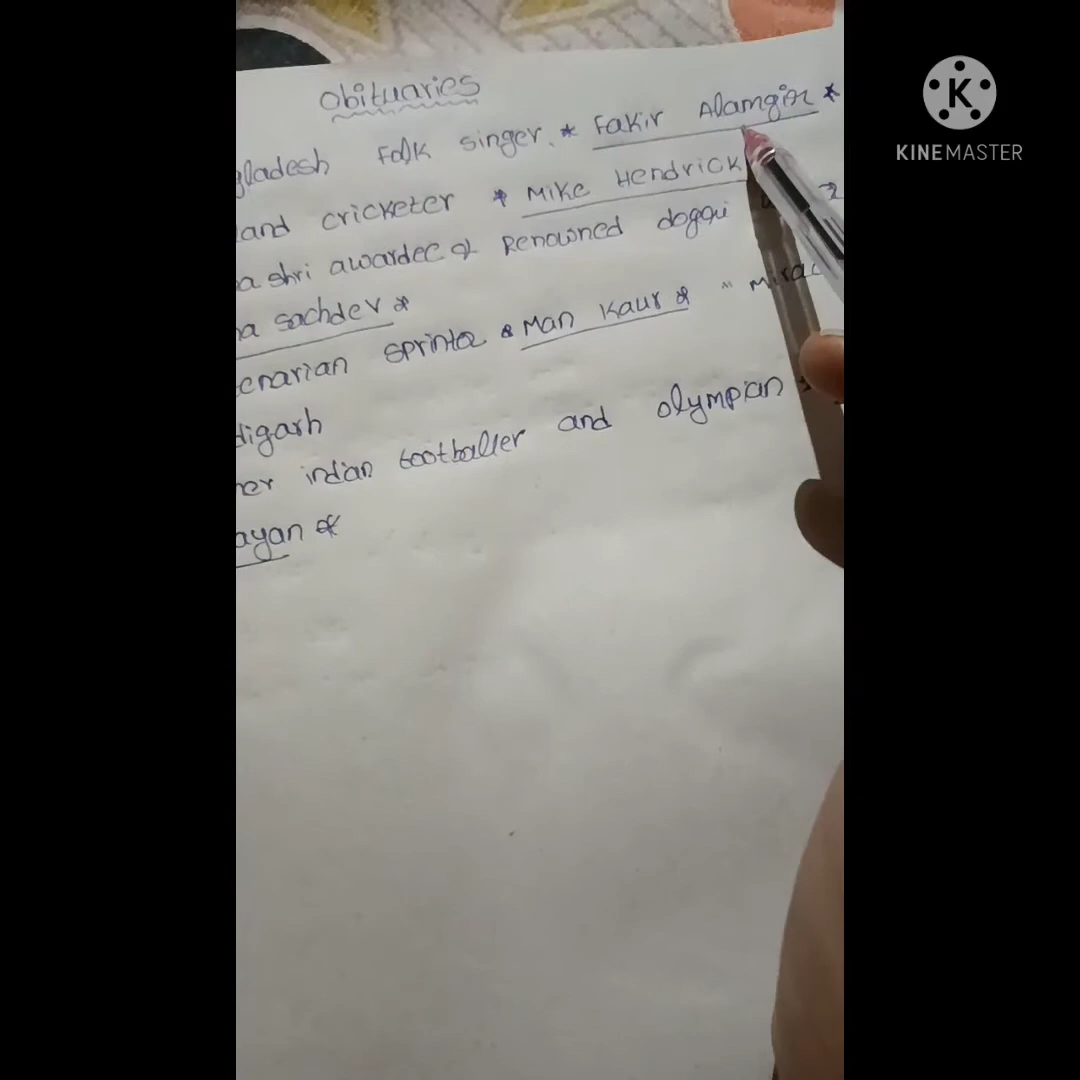 Obituaries
gladesh Folk singer. * Fakir Alamgir *
and cricketer * Mike Hendrick
a shri awardee & Renowned dogri
a sachdev *
enarian sprinter * Man Kaur * "Mirac
digarh
er indian footballer and olympian
ayan *
K
KINEMASTER